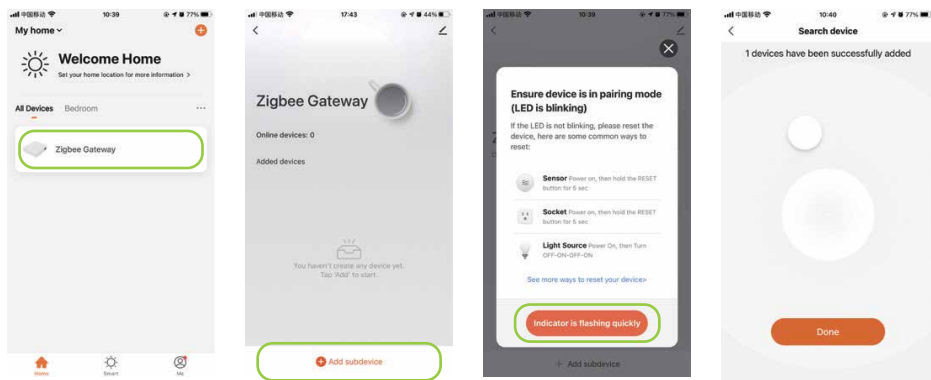 中国移动 10:39 77%
My home
Welcome Home
Set your home location for more information >
All Devices Bedroom ...
Zigbee Gateway
Home Smart Me
中国移动 17:43 44%
Zigbee Gateway
Online devices: 0
Added devices
You haven't create any device yet.
Tap 'Add' to start.
Add subdevice
中国移动 10:39 77%
Ensure device is in pairing mode
(LED is blinking)
If the LED is not blinking, please reset the
device, here are some common ways to
reset:
Sensor Power on, then hold the RESET
button for 5 sec
Socket Power on, then hold the RESET
button for 5 sec
Light Source Power On, then Turn
OFF-ON-OFF-ON
See more ways to reset your device>
Indicator is flashing quickly
Add subdevice
中国移动 10:40 77%
Search device
1 devices have been successfully added
Done